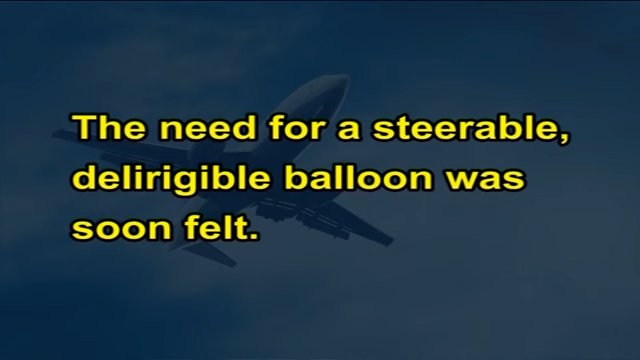 The need for a steerable,
delirigible balloon was
soon felt.